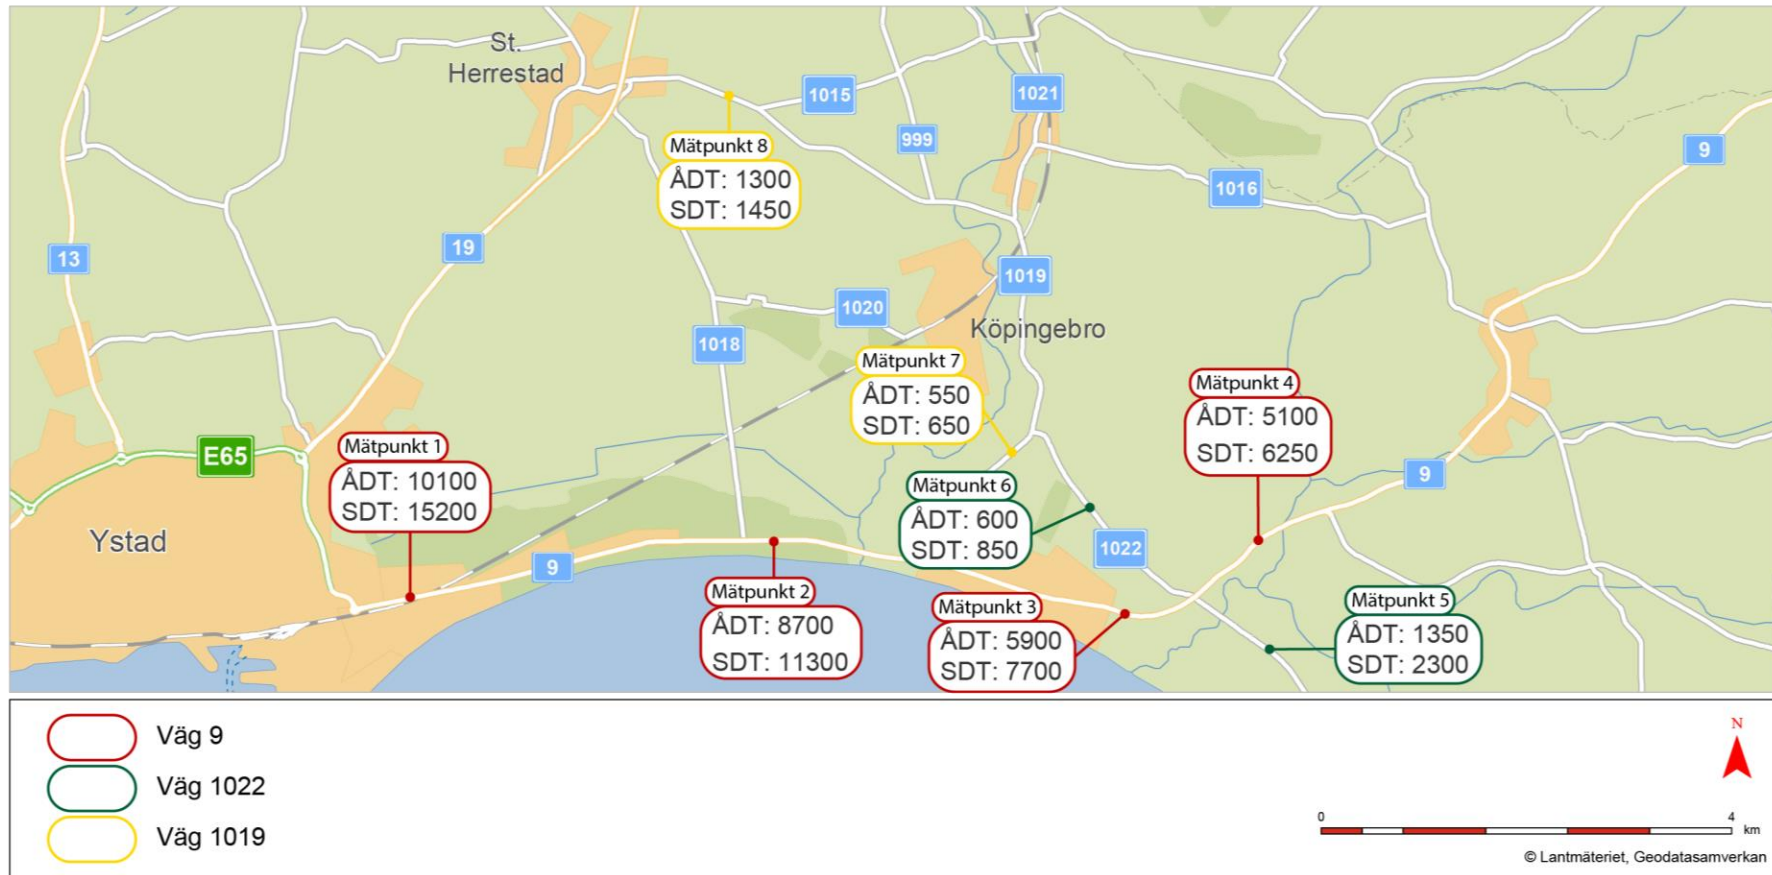 St.
Herrestad
1015
1021
999
9
Mätpunkt 8
ÅDT: 1300
SDT: 1450
1016
13
19
1019
1020
1018
Köpingebro
Mätpunkt 7
ÅDT: 550
SDT: 650
Mätpunkt 4
ÅDT: 5100
SDT: 6250
E65
Mätpunkt 1
ÅDT: 10100
SDT: 15200
9
Mätpunkt 6
ÅDT: 600
SDT: 850
Ystad
1022
9
Mätpunkt 2
ÅDT: 8700
SDT: 11300
Mätpunkt 3
ÅDT: 5900
SDT: 7700
Mätpunkt 5
ÅDT: 1350
SDT: 2300
Väg 9
Väg 1022
Väg 1019
N
0 4
km
© Lantmäteriet, Geodatasamverkan